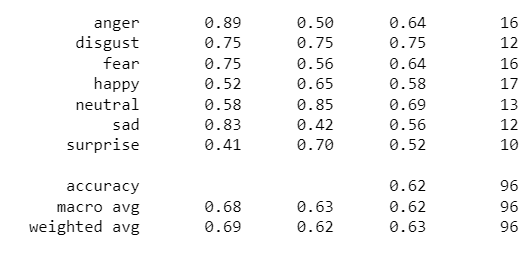 anger 0.89 0.50 0.64 16
disgust 0.75 0.75 0.75 12
fear 0.75 0.56 0.64 16
happy 0.52 0.65 0.58 17
neutral 0.58 0.85 0.69 13
sad 0.83 0.42 0.56 12
surprise 0.41 0.70 0.52 10
accuracy 0.62 96
macro avg 0.68 0.63 0.62 96
weighted avg 0.69 0.62 0.63 96